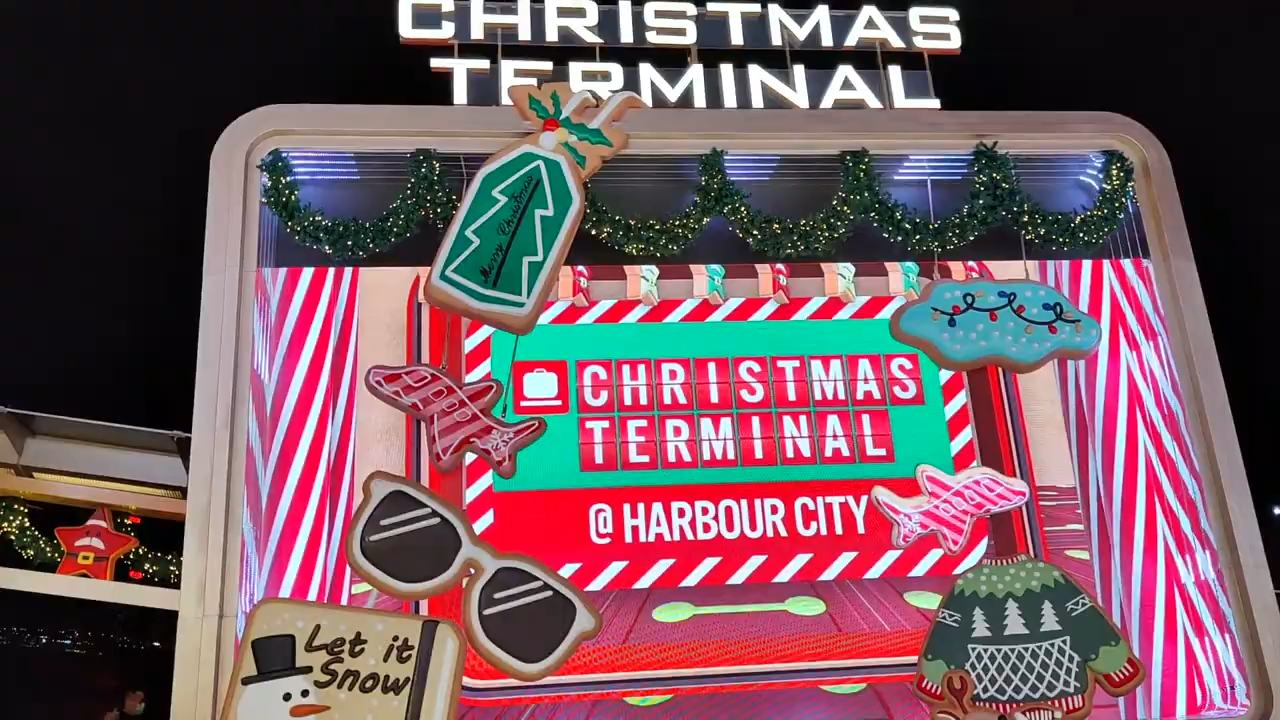 CHRISTMAS
TERMINAL
Merry Christmas
CHRISTMAS
TERMINAL
@ HARBOUR CITY
Let it
Snow